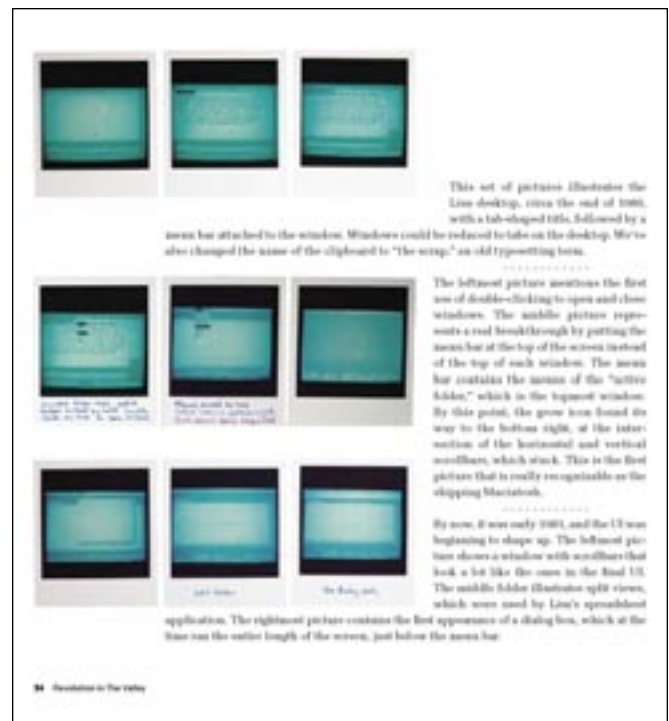 This set of pictures illustrates the
Lisa desktop, circa the end of 1980,
with a tab-shaped title, followed by a
menu bar attached to the window. Windows could be reduced to tabs on the desktop. We've
also changed the name of the clipboard to "the scrap," an old typesetting term.
The leftmost picture mentions the first
use of double-clicking to open and close
windows. The middle picture repre-
sents a real breakthrough by putting the
menu bar at the top of the screen instead
of the top of each window. The menu
bar contains the menus of the "active
folder," which is the topmost window.
By this point, the grow icon found its
way to the bottom right, at the inter-
section of the horizontal and vertical
scrollbars, which stuck. This is the first
picture that is really recognizable as the
shipping Macintosh.
By now, it was early 1981, and the UI was
beginning to shape up. The leftmost pic-
ture shows a window with scrollbars that
look a lot like the ones in the final UI.
The middle folder illustrates split views,
which were used by Lisa's spreadsheet
application. The rightmost picture contains the first appearance of a dialog box, which at the
time ran the entire length of the screen, just below the menu bar.
Revolution in The Valley